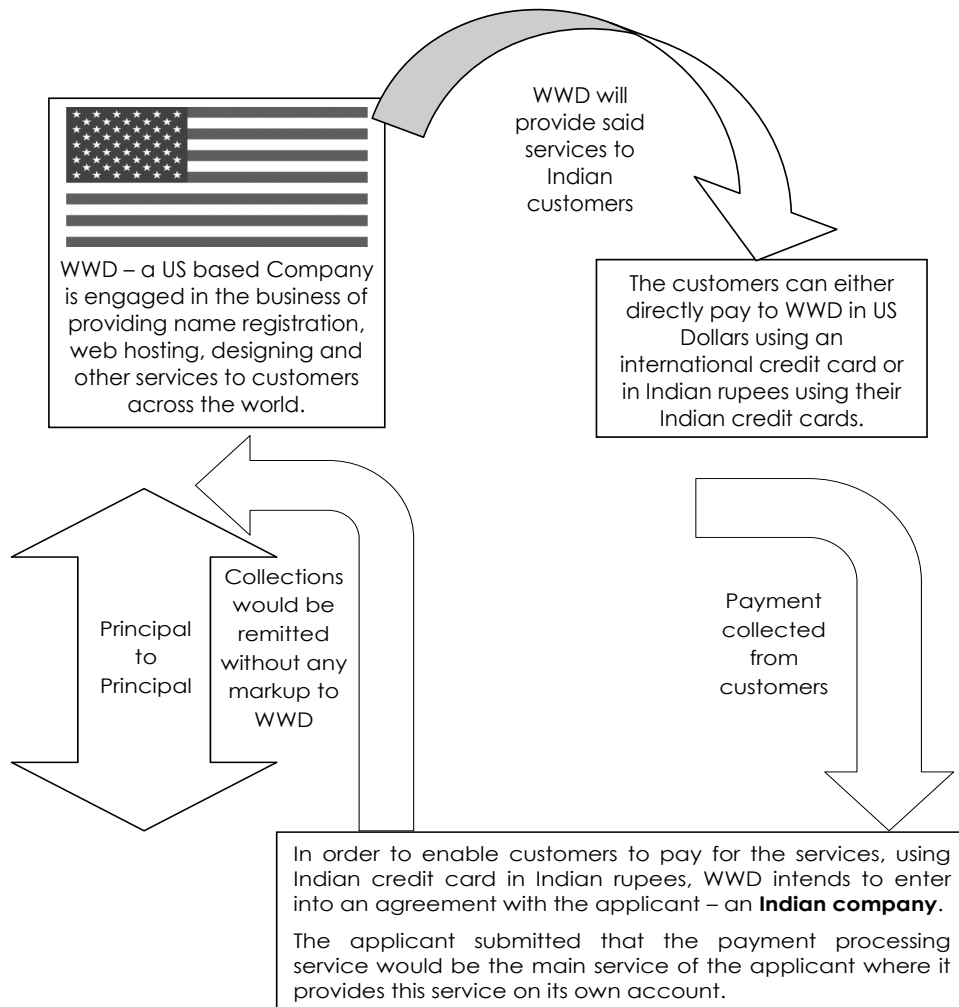 WWD will
provide said
services to
Indian
customers
WWD – a US based Company
is engaged in the business of
providing name registration,
web hosting, designing and
other services to customers
across the world.
The customers can either
directly pay to WWD in US
Dollars using an
international credit card or
in Indian rupees using their
Indian credit cards.
Principal
to
Principal
Collections
would be
remitted
without any
markup to
WWD
Payment
collected
from
customers
In order to enable customers to pay for the services, using
Indian credit card in Indian rupees, WWD intends to enter
into an agreement with the applicant – an Indian company.
The applicant submitted that the payment processing
service would be the main service of the applicant where it
provides this service on its own account.